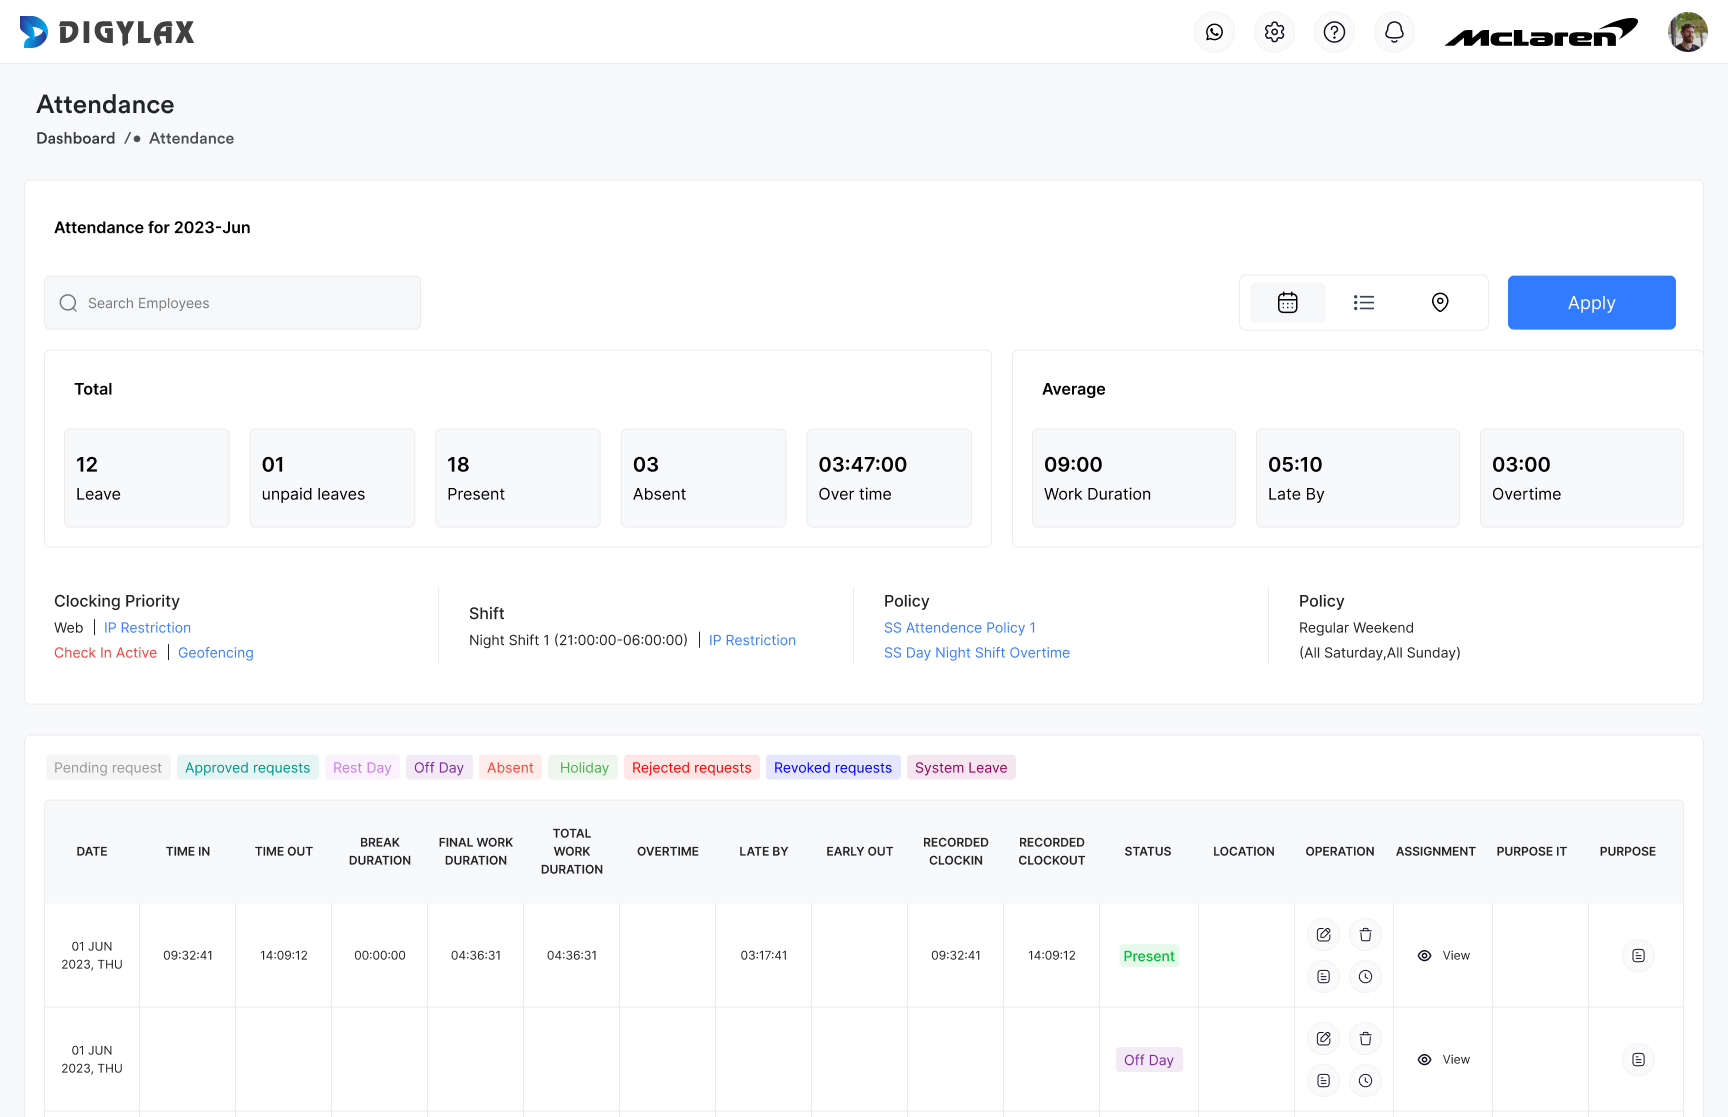 DIGYLAX
McLaren
Attendance
Dashboard / • Attendance
Attendance for 2023-Jun
Search Employees
Apply
Total
Average
12
Leave
01
unpaid leaves
18
Present
03
Absent
03:47:00
Over time
09:00
Work Duration
05:10
Late By
03:00
Overtime
Clocking Priority
Web | IP Restriction
Check In Active | Geofencing
Shift
Night Shift 1 (21:00:00-06:00:00) | IP Restriction
Policy
SS Attendence Policy 1
SS Day Night Shift Overtime
Policy
Regular Weekend
(All Saturday,All Sunday)
Pending request Approved requests Rest Day Off Day Absent Holiday Rejected requests Revoked requests System Leave
DATE
TIME IN
TIME OUT
BREAK
DURATION
FINAL WORK
DURATION
TOTAL
WORK
DURATION
OVERTIME
LATE BY
EARLY OUT
RECORDED
CLOCKIN
RECORDED
CLOCKOUT
STATUS
LOCATION
OPERATION
ASSIGNMENT
PURPOSE IT
PURPOSE
01 JUN
2023, THU
09:32:41
14:09:12
00:00:00
04:36:31
04:36:31
03:17:41
09:32:41
14:09:12
Present
View
01 JUN
2023, THU
Off Day
View